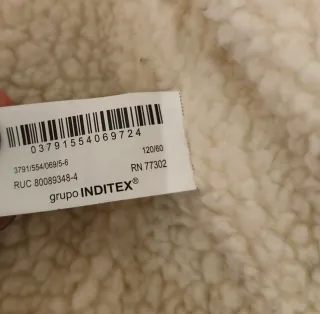 03791554069724
120/60
3791/554/069/5-6
RN 77302
RUC 80089348-4
grupo INDITEX®